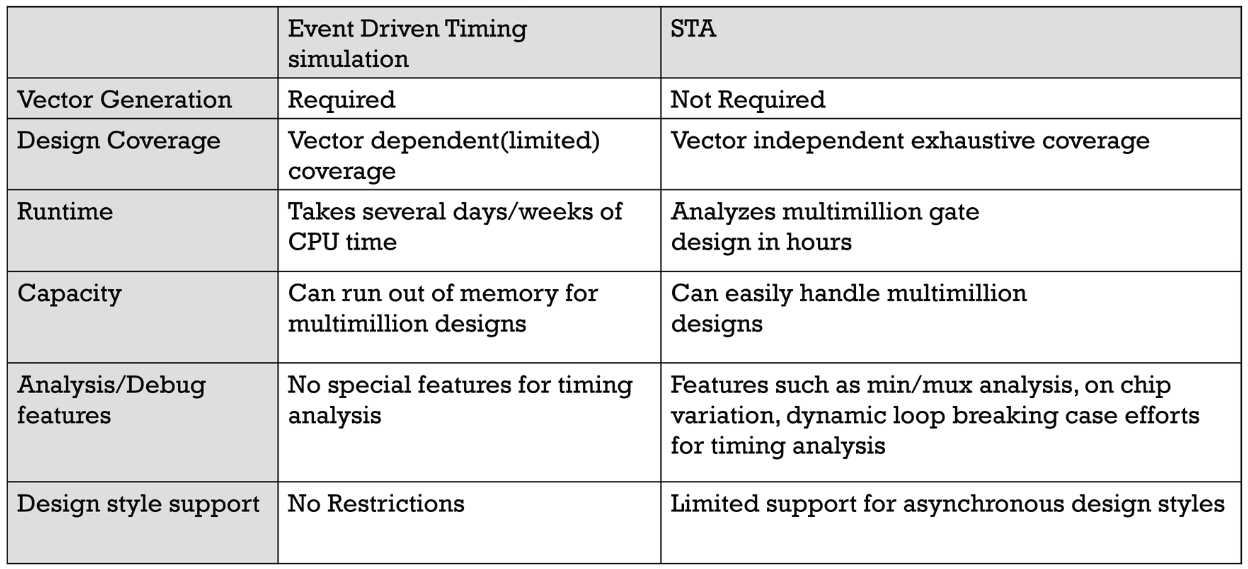 Event Driven Timing
simulation
STA
Vector Generation
Required
Not Required
Design Coverage
Vector dependent(limited)
coverage
Vector independent exhaustive coverage
Runtime
Takes several days/weeks of
CPU time
Analyzes multimillion gate
design in hours
Capacity
Can run out of memory for
multimillion designs
Can easily handle multimillion
designs
Analysis/Debug
features
No special features for timing
analysis
Features such as min/mux analysis, on chip
variation, dynamic loop breaking case efforts
for timing analysis
Design style support
No Restrictions
Limited support for asynchronous design styles